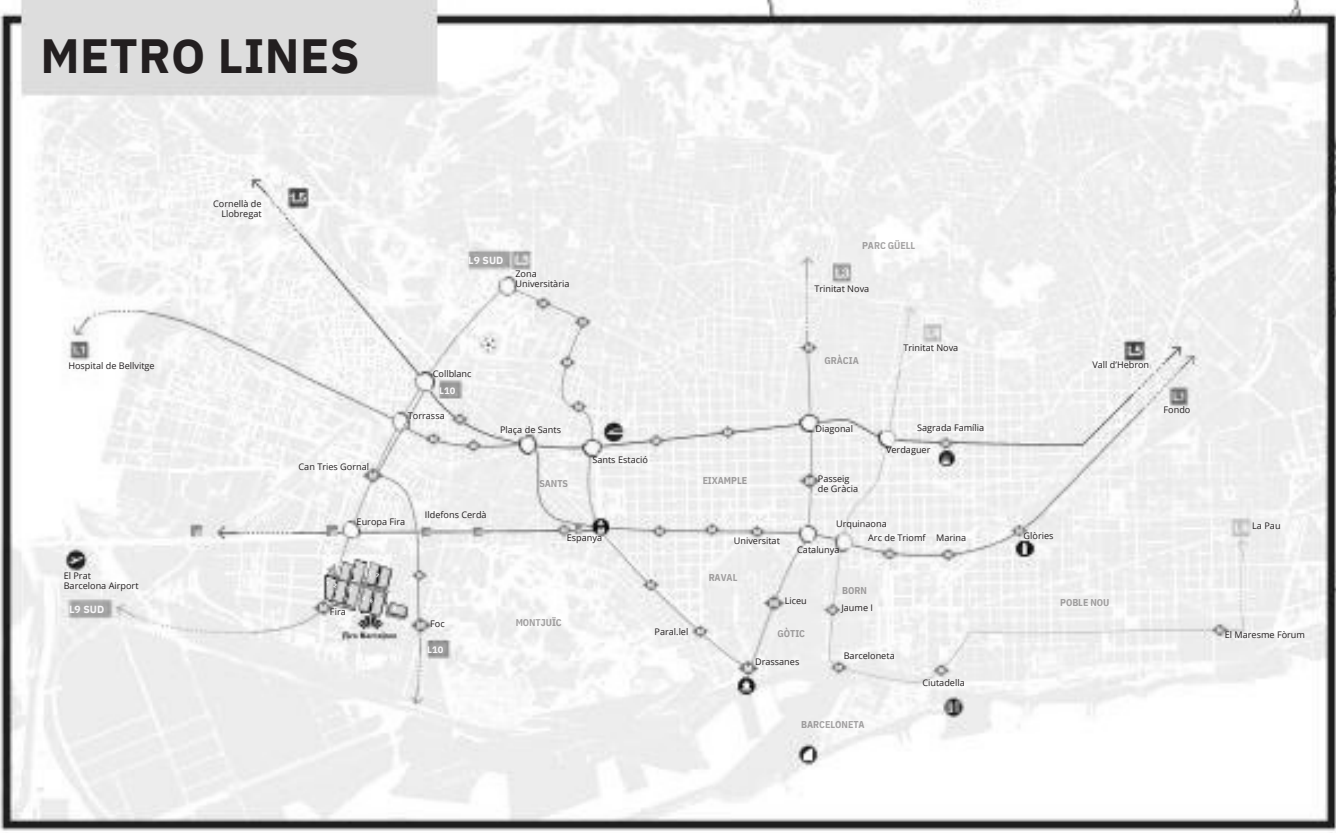 METRO LINES
L5
Cornellà de
Llobregat
PARC GÜELL
L9 SUD
Zona
Universitària
Trinitat Nova
Trinitat Nova
L5
Vall d'Hebron
L1
Hospital de Bellvitge
GRÀCIA
Collblanc
L10
Fondo
Torrassa
Plaça de Sants
Diagonal
Sagrada Família
Verdaguer
Sants Estació
Can Tries Gornal
SANTS
EIXAMPLE
Passeig
de Gràcia
Europa Fira
Ildefons Cerdà
Espanya
Universitat
Catalunya
Urquinaona
Arc de Triomf
Marina
Glòries
La Pau
El Prat
Barcelona Airport
L9 SUD
Fira
Fira Barcelona
Foc
L10
MONTJUÏC
RAVAL
BORN
POBLE NOU
Liceu
Jaume I
Paral.lel
GÒTIC
El Maresme Fòrum
Drassanes
Barceloneta
Ciutadella
BARCELONETA